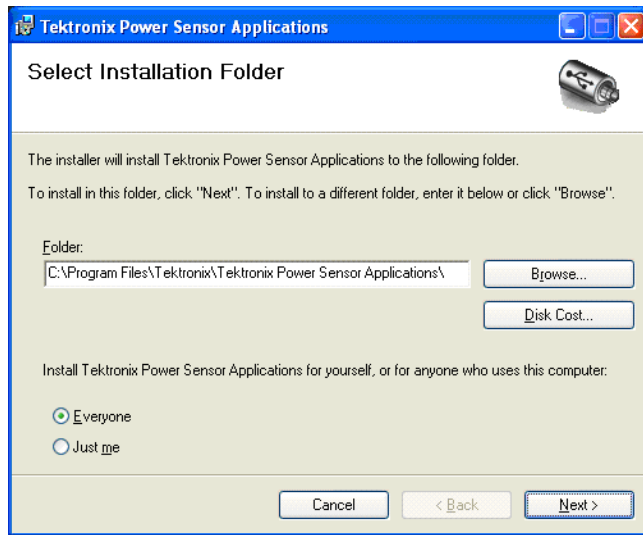 Tektronix Power Sensor Applications
Select Installation Folder
The installer will install Tektronix Power Sensor Applications to the following folder.
To install in this folder, click "Next". To install to a different folder, enter it below or click "Browse".
Folder:
C:\Program Files\Tektronix\Tektronix Power Sensor Applications\
Browse...
Disk Cost...
Install Tektronix Power Sensor Applications for yourself, or for anyone who uses this computer:
Everyone
Just me
Cancel
< Back
Next >